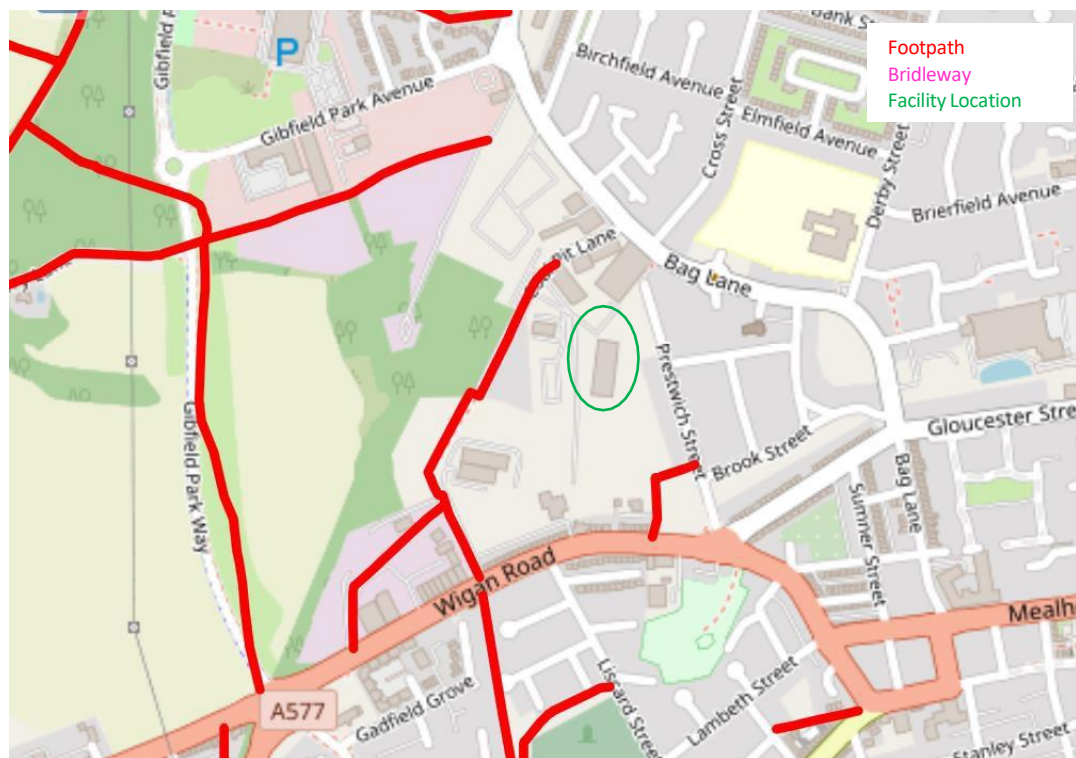 Footpath
Bridleway
Facility Location
Bank Street
P
Gibfield Park Avenue
Birchfield Avenue
Cross Street
Elmfield Avenue
Derby Street
Brierfield Avenue
Pit Lane
Bag Lane
Prestwich Street
Gibfield Park Way
Gloucester Stre
Brook Street
Bag Lane
Sumner Street
Wigan Road
Mealh
Lissard Street
Lambeth Street
Gadfield Grove
A577
Stanley Street